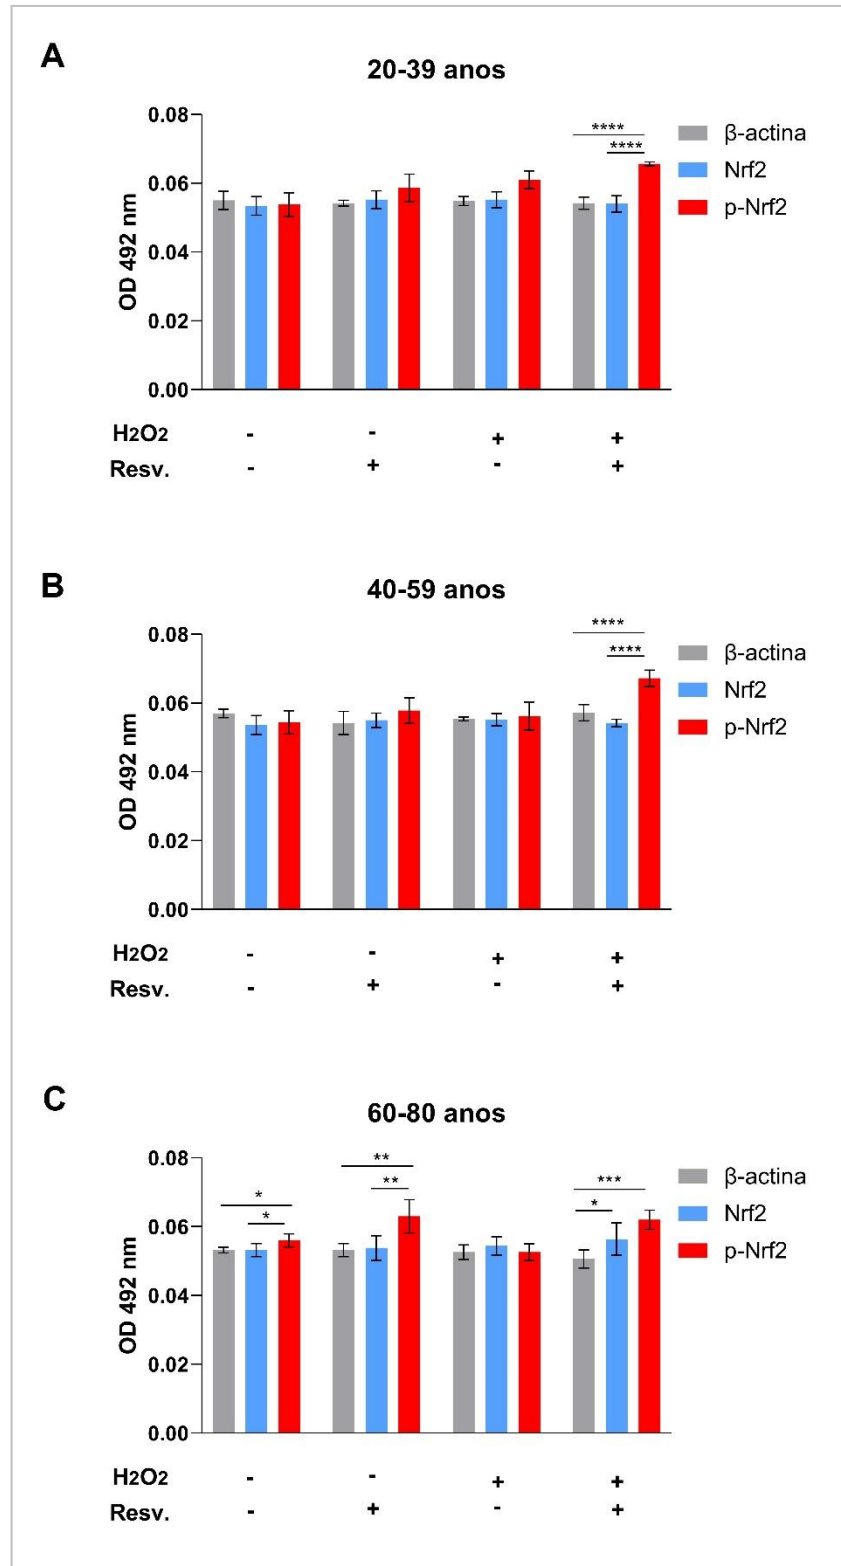 A
20-39 anos
0.08
0.06
0.04
0.02
0.00
OD 492 nm
**** 
****
β-actina
Nrf2
p-Nrf2
H2O2 - - + +
Resv. - + - +
B
40-59 anos
0.08
0.06
0.04
0.02
0.00
OD 492 nm
****
****
β-actina
Nrf2
p-Nrf2
H2O2 - - + +
Resv. - + - +
C
60-80 anos
0.08
0.06
0.04
0.02
0.00
OD 492 nm
*
*
**
**
***
*
β-actina
Nrf2
p-Nrf2
H2O2 - - + +
Resv. - + - +